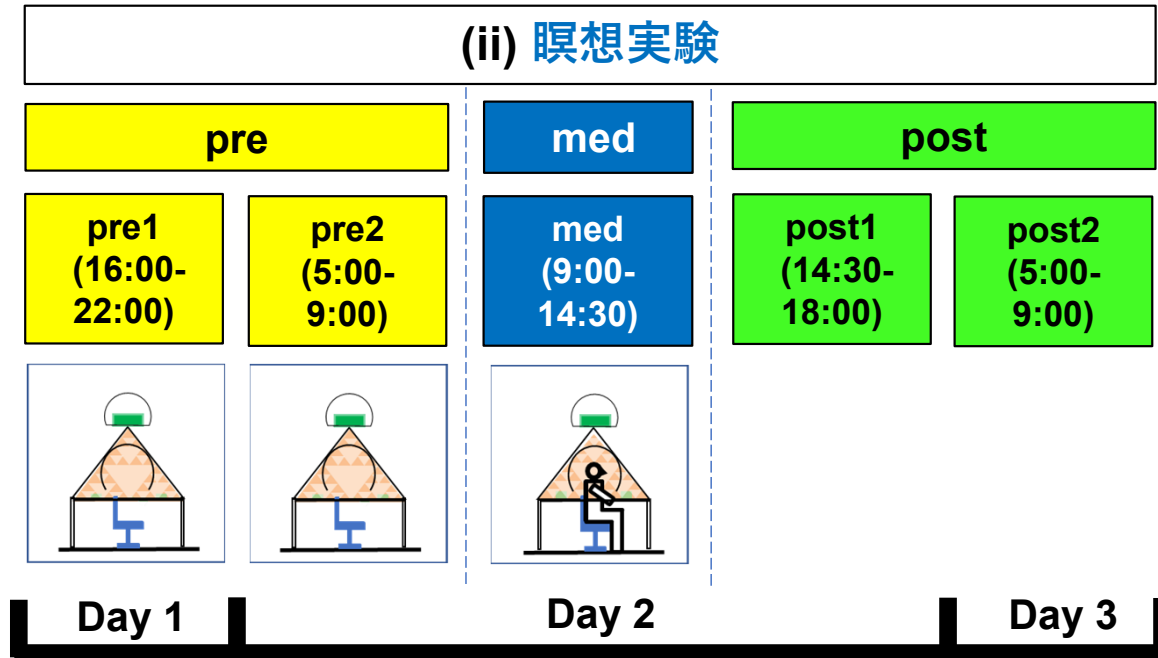 (ii) 瞑想実験
pre
med
post
pre1
(16:00-
22:00)
pre2
(5:00-
9:00)
med
(9:00-
14:30)
post1
(14:30-
18:00)
post2
(5:00-
9:00)
Day 1
Day 2
Day 3